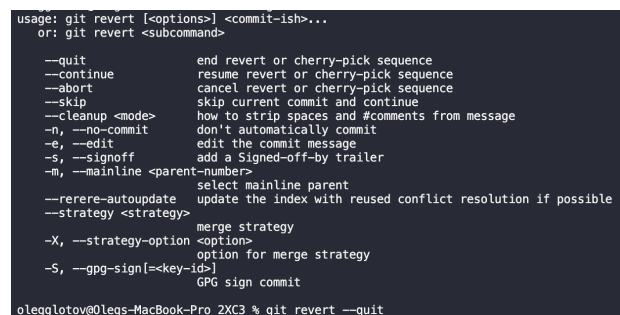 usage: git revert [<options>] <commit-ish>...
   or: git revert <subcommand>

    --quit                end revert or cherry-pick sequence
    --continue            resume revert or cherry-pick sequence
    --abort               cancel revert or cherry-pick sequence
    --skip                skip current commit and continue
    --cleanup <mode>      how to strip spaces and #comments from message
    -n, --no-commit       don't automatically commit
    -e, --edit            edit the commit message
    -s, --signoff         add a Signed-off-by trailer
    -m, --mainline <parent-number>
                          select mainline parent
    --rerere-autoupdate   update the index with reused conflict resolution if possible
    --strategy <strategy>
                          merge strategy
    -X, --strategy-option <option>
                          option for merge strategy
    -S, --gpg-sign[=<key-id>]
                          GPG sign commit

olegglotov@Olegs-MacBook-Pro 2XC3 % git revert --quit